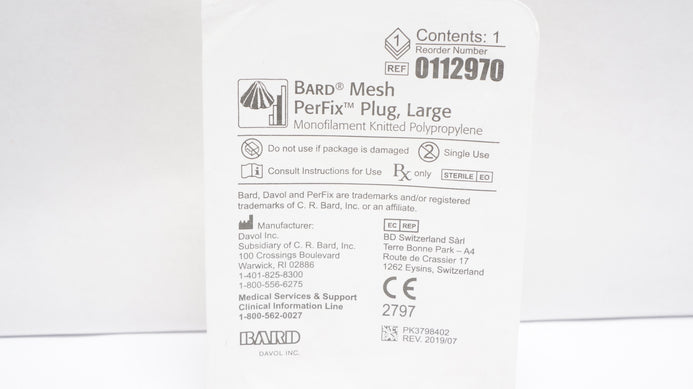 1 Contents: 1
Reorder Number
REF 0112970
BARD® MESH
PERFIX™ PLUG, LARGE
Monofilament Knitted Polypropylene
Do not use if package is damaged
2 Single Use
i Consult Instructions for Use
Rx only
STERILE EO
Bard, Davol and PerFix are trademarks and/or registered
trademarks of C. R. Bard, Inc. or an affiliate.
Manufacturer:
Davol Inc.
Subsidiary of C. R. Bard, Inc.
100 Crossings Boulevard
Warwick, RI 02886
1-401-825-8300
1-800-556-6275
Medical Services & Support
Clinical Information Line
1-800-562-0027
BARD
DAVOL INC.
EC REP
BD Switzerland Sàrl
Terre Bonne Park – A4
Route de Crassier 17
1262 Eysins, Switzerland
CE
2797
PK3798402
REV. 2019/07